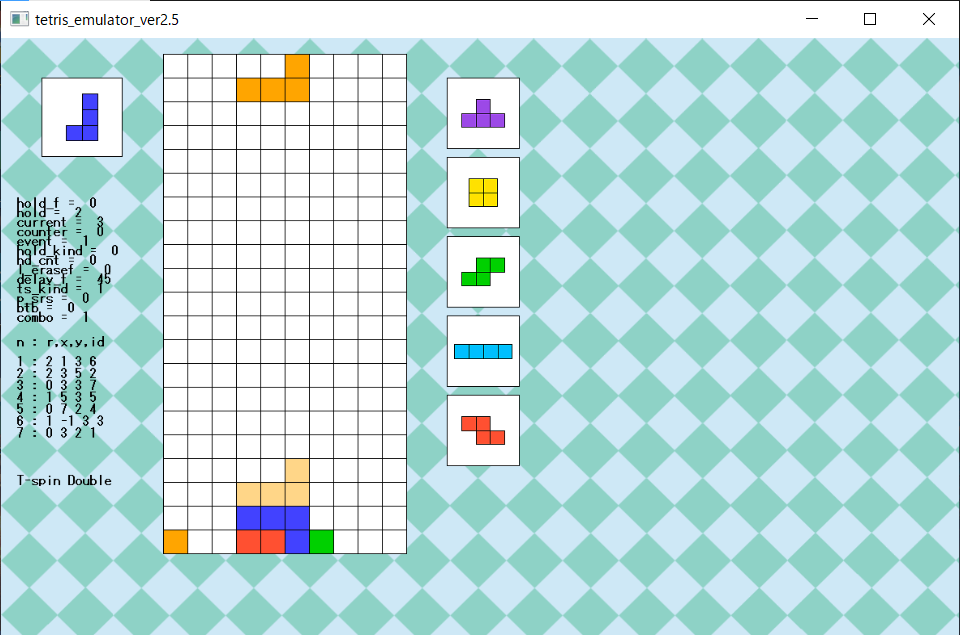 tetris_emulator_ver2.5
hold_f = 0
hold = 2
current = 3
counter = 0
event = 1
hold_kind = 0
hd_cnt = 0
T_erasef = 0
delay_f = 45
ts_kind = 1
p_srs = 0
btb = 0
combo = 1
n : r,x,y,id
1 : 2 1 3 6
2 : 2 3 5 2
3 : 0 3 3 7
4 : 1 5 3 5
5 : 0 7 2 4
6 : 1 -1 3 3
7 : 0 3 2 1
T-spin Double